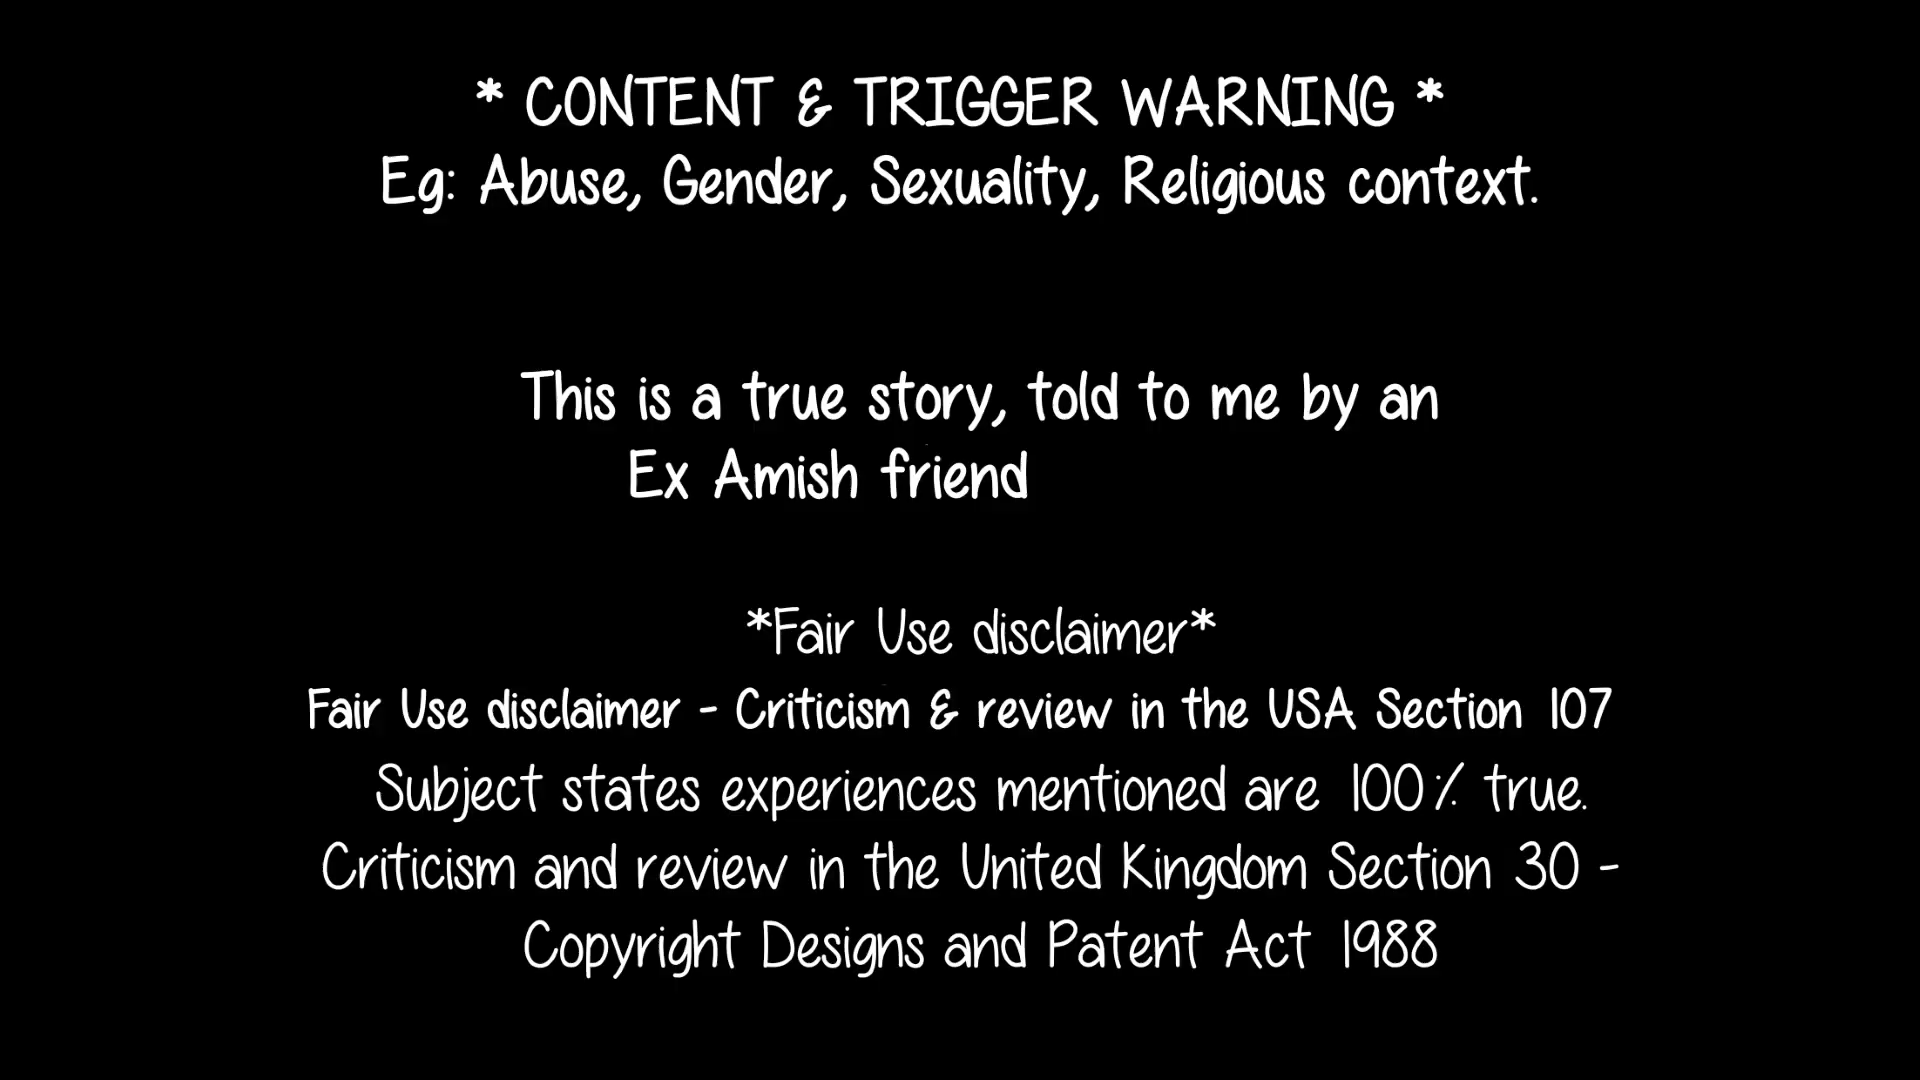 * CONTENT & TRIGGER WARNING *
Eg: Abuse, Gender, Sexuality, Religious context.
This is a true story, told to me by an
Ex Amish friend
*Fair Use disclaimer*
Fair Use disclaimer - Criticism & review in the USA Section 107
Subject states experiences mentioned are 100% true.
Criticism and review in the United Kingdom Section 30 -
Copyright Designs and Patent Act 1988